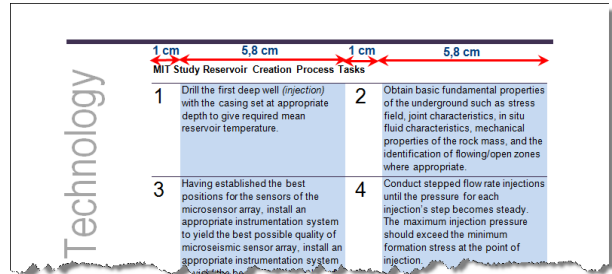 1 cm 5,8 cm 1 cm 5,8 cm
MIT Study Reservoir Creation Process Tasks
Technology
1
Drill the first deep well (injection)
with the casing set at appropriate
depth to give required mean
reservoir temperature.
2
Obtain basic fundamental properties
of the underground such as stress
field, joint characteristics, in situ
fluid characteristics, mechanical
properties of the rock mass, and the
identification of flowing/open zones
where appropriate.
3
Having established the best
positions for the sensors of the
microsensor array, install an
appropriate instrumentation system
to yield the best possible quality of
microseismic sensor array, install an
appropriate instrumentation system
4
Conduct stepped flow rate injections
until the pressure for each
injection's step becomes steady.
The maximum injection pressure
should exceed the minimum
formation stress at the point of
injection.